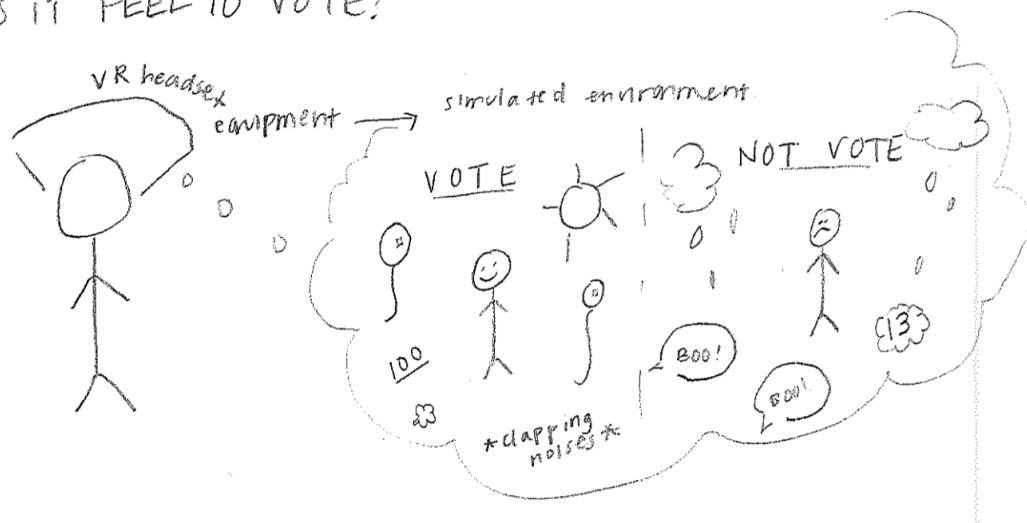 IT FEEL TO VOTE?
VR headset
equipment
simulated environment
VOTE
NOT VOTE
100
BOO!
13
BOO!
*clapping
noises*